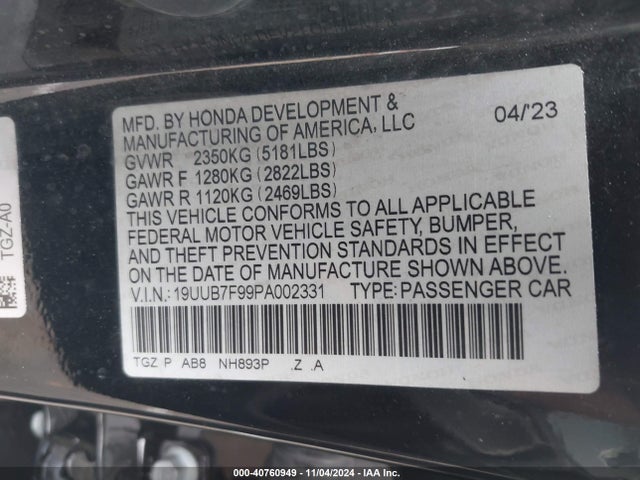 MFD. BY HONDA DEVELOPMENT & MANUFACTURING OF AMERICA, LLC 04/'23
GVWR 2350KG (5181LBS)
GAWR F 1280KG (2822LBS)
GAWR R 1120KG (2469LBS)
THIS VEHICLE CONFORMS TO ALL APPLICABLE
FEDERAL MOTOR VEHICLE SAFETY, BUMPER,
AND THEFT PREVENTION STANDARDS IN EFFECT
ON THE DATE OF MANUFACTURE SHOWN ABOVE.
V.I.N.:19UUB7F99PA002331 TYPE:PASSENGER CAR
TGZ P AB8 NH893P .Z .A
TGZ-A0
000-40760949 - 11/04/2024 - IAA Inc.